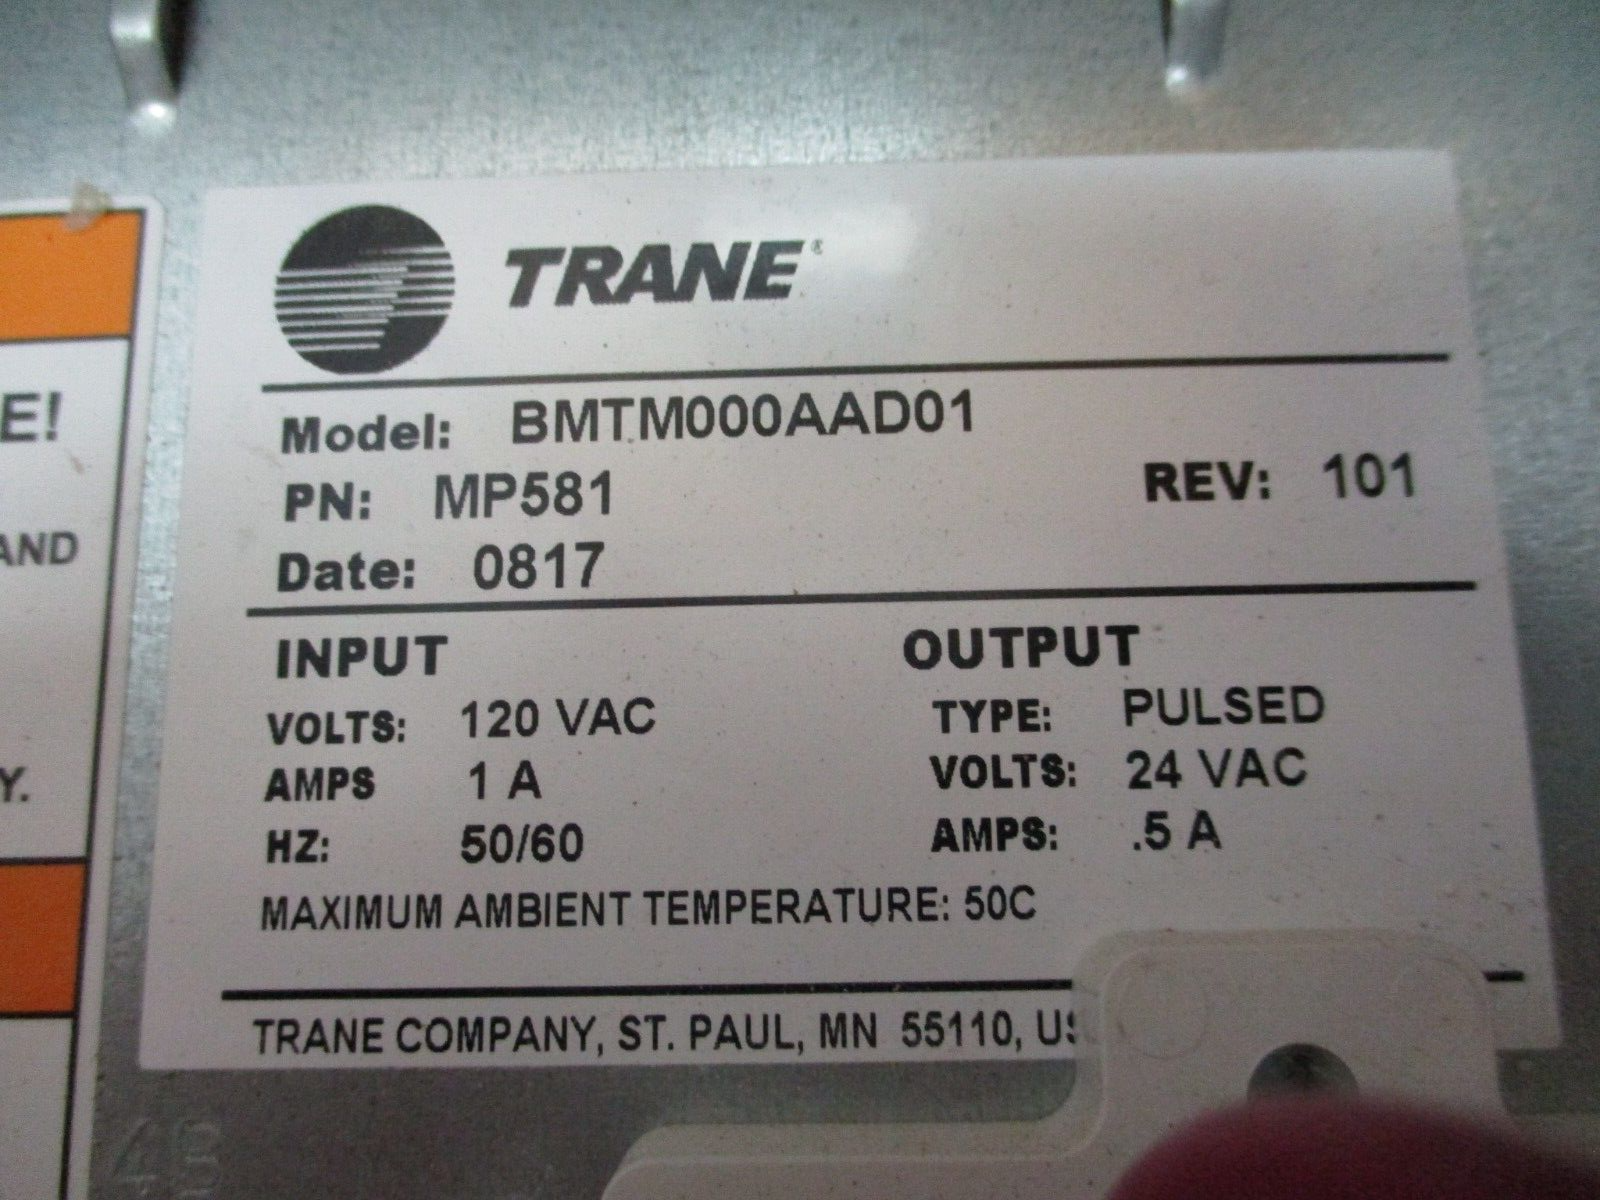 TRANE®
Model: BMTM000AAD01
PN: MP581 REV: 101
Date: 0817
INPUT OUTPUT
VOLTS: 120 VAC TYPE: PULSED
AMPS 1 A VOLTS: 24 VAC
HZ: 50/60 AMPS: .5 A
MAXIMUM AMBIENT TEMPERATURE: 50C
TRANE COMPANY, ST. PAUL, MN 55110,
E!
AND
Y.